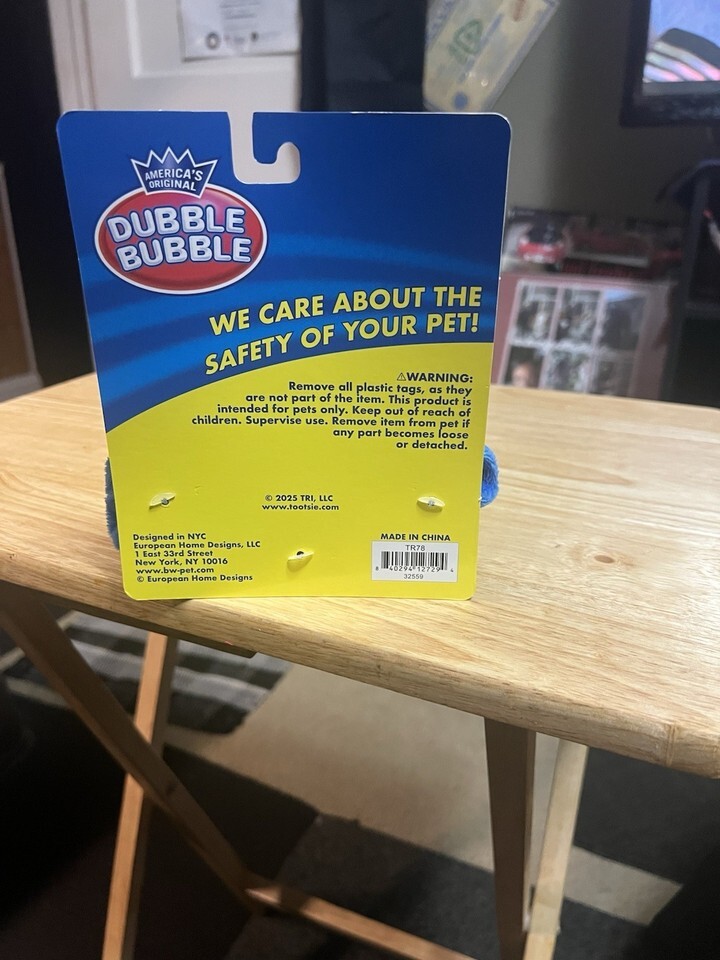 AMERICA'S
ORIGINAL
DUBBLE
BUBBLE
WE CARE ABOUT THE
SAFETY OF YOUR PET!
⚠WARNING:
Remove all plastic tags, as they
are not part of the item. This product is
intended for pets only. Keep out of reach of
children. Supervise use. Remove item from pet if
any part becomes loose
or detached.
© 2025 TRI, LLC
www.tootsie.com
Designed in NYC
European Home Designs, LLC
1 East 33rd Street
New York, NY 10016
www.bw-pet.com
© European Home Designs
MADE IN CHINA
TR78
8 40294 12729 4
32559